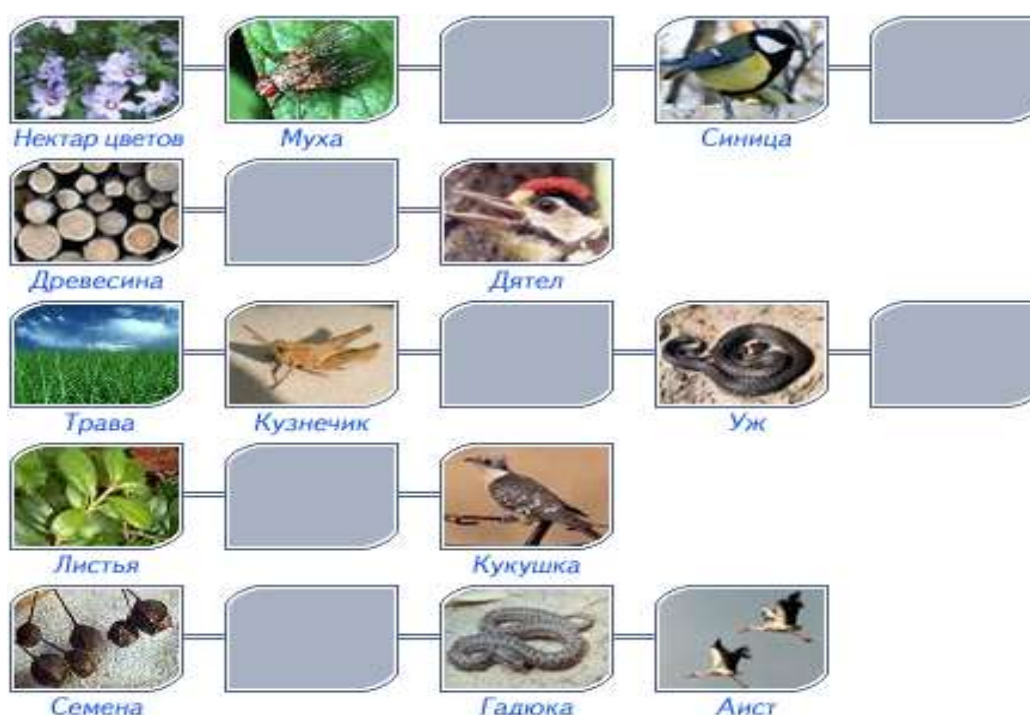 Нектар цветов Муха Синица
Древесина Дятел
Трава Кузнечик Уж
Листья Кукушка
Семена Гадюка Аист